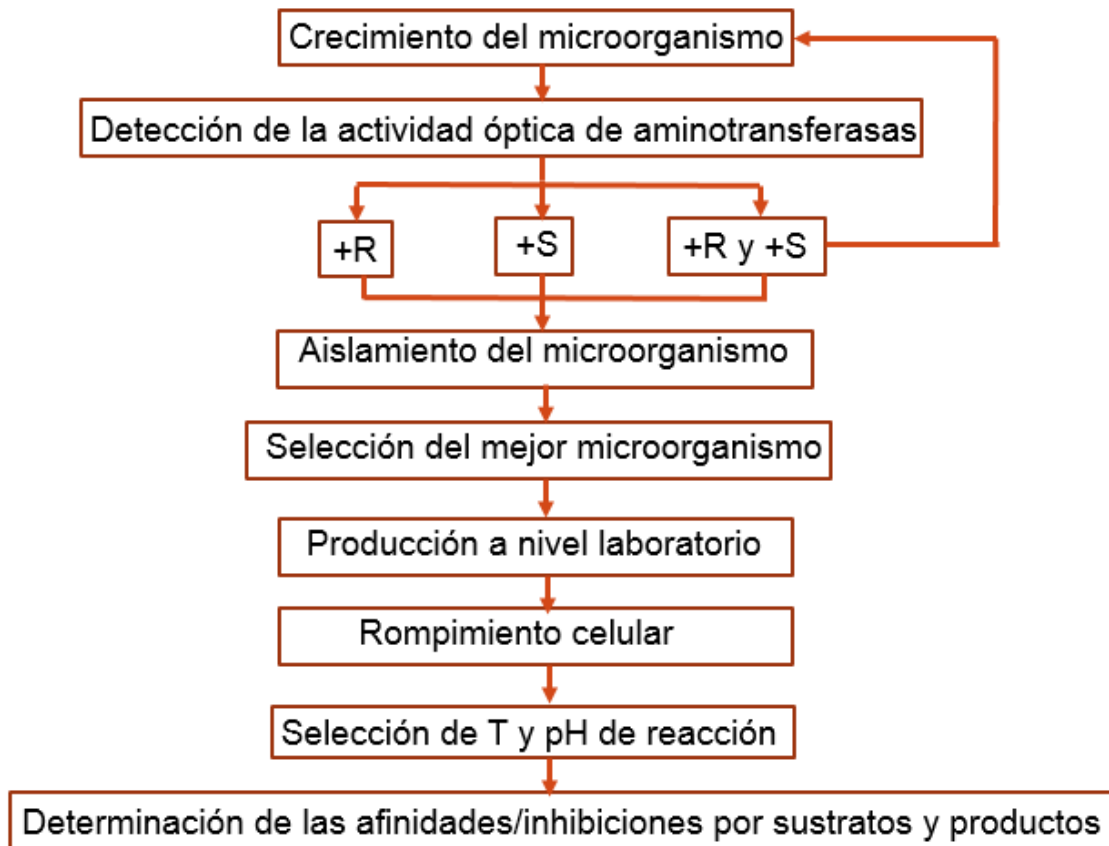 Crecimiento del microorganismo
Detección de la actividad óptica de aminotransferasas
+R
+S
+R y +S
Aislamiento del microorganismo
Selección del mejor microorganismo
Producción a nivel laboratorio
Rompimiento celular
Selección de T y pH de reacción
Determinación de las afinidades/inhibiciones por sustratos y productos